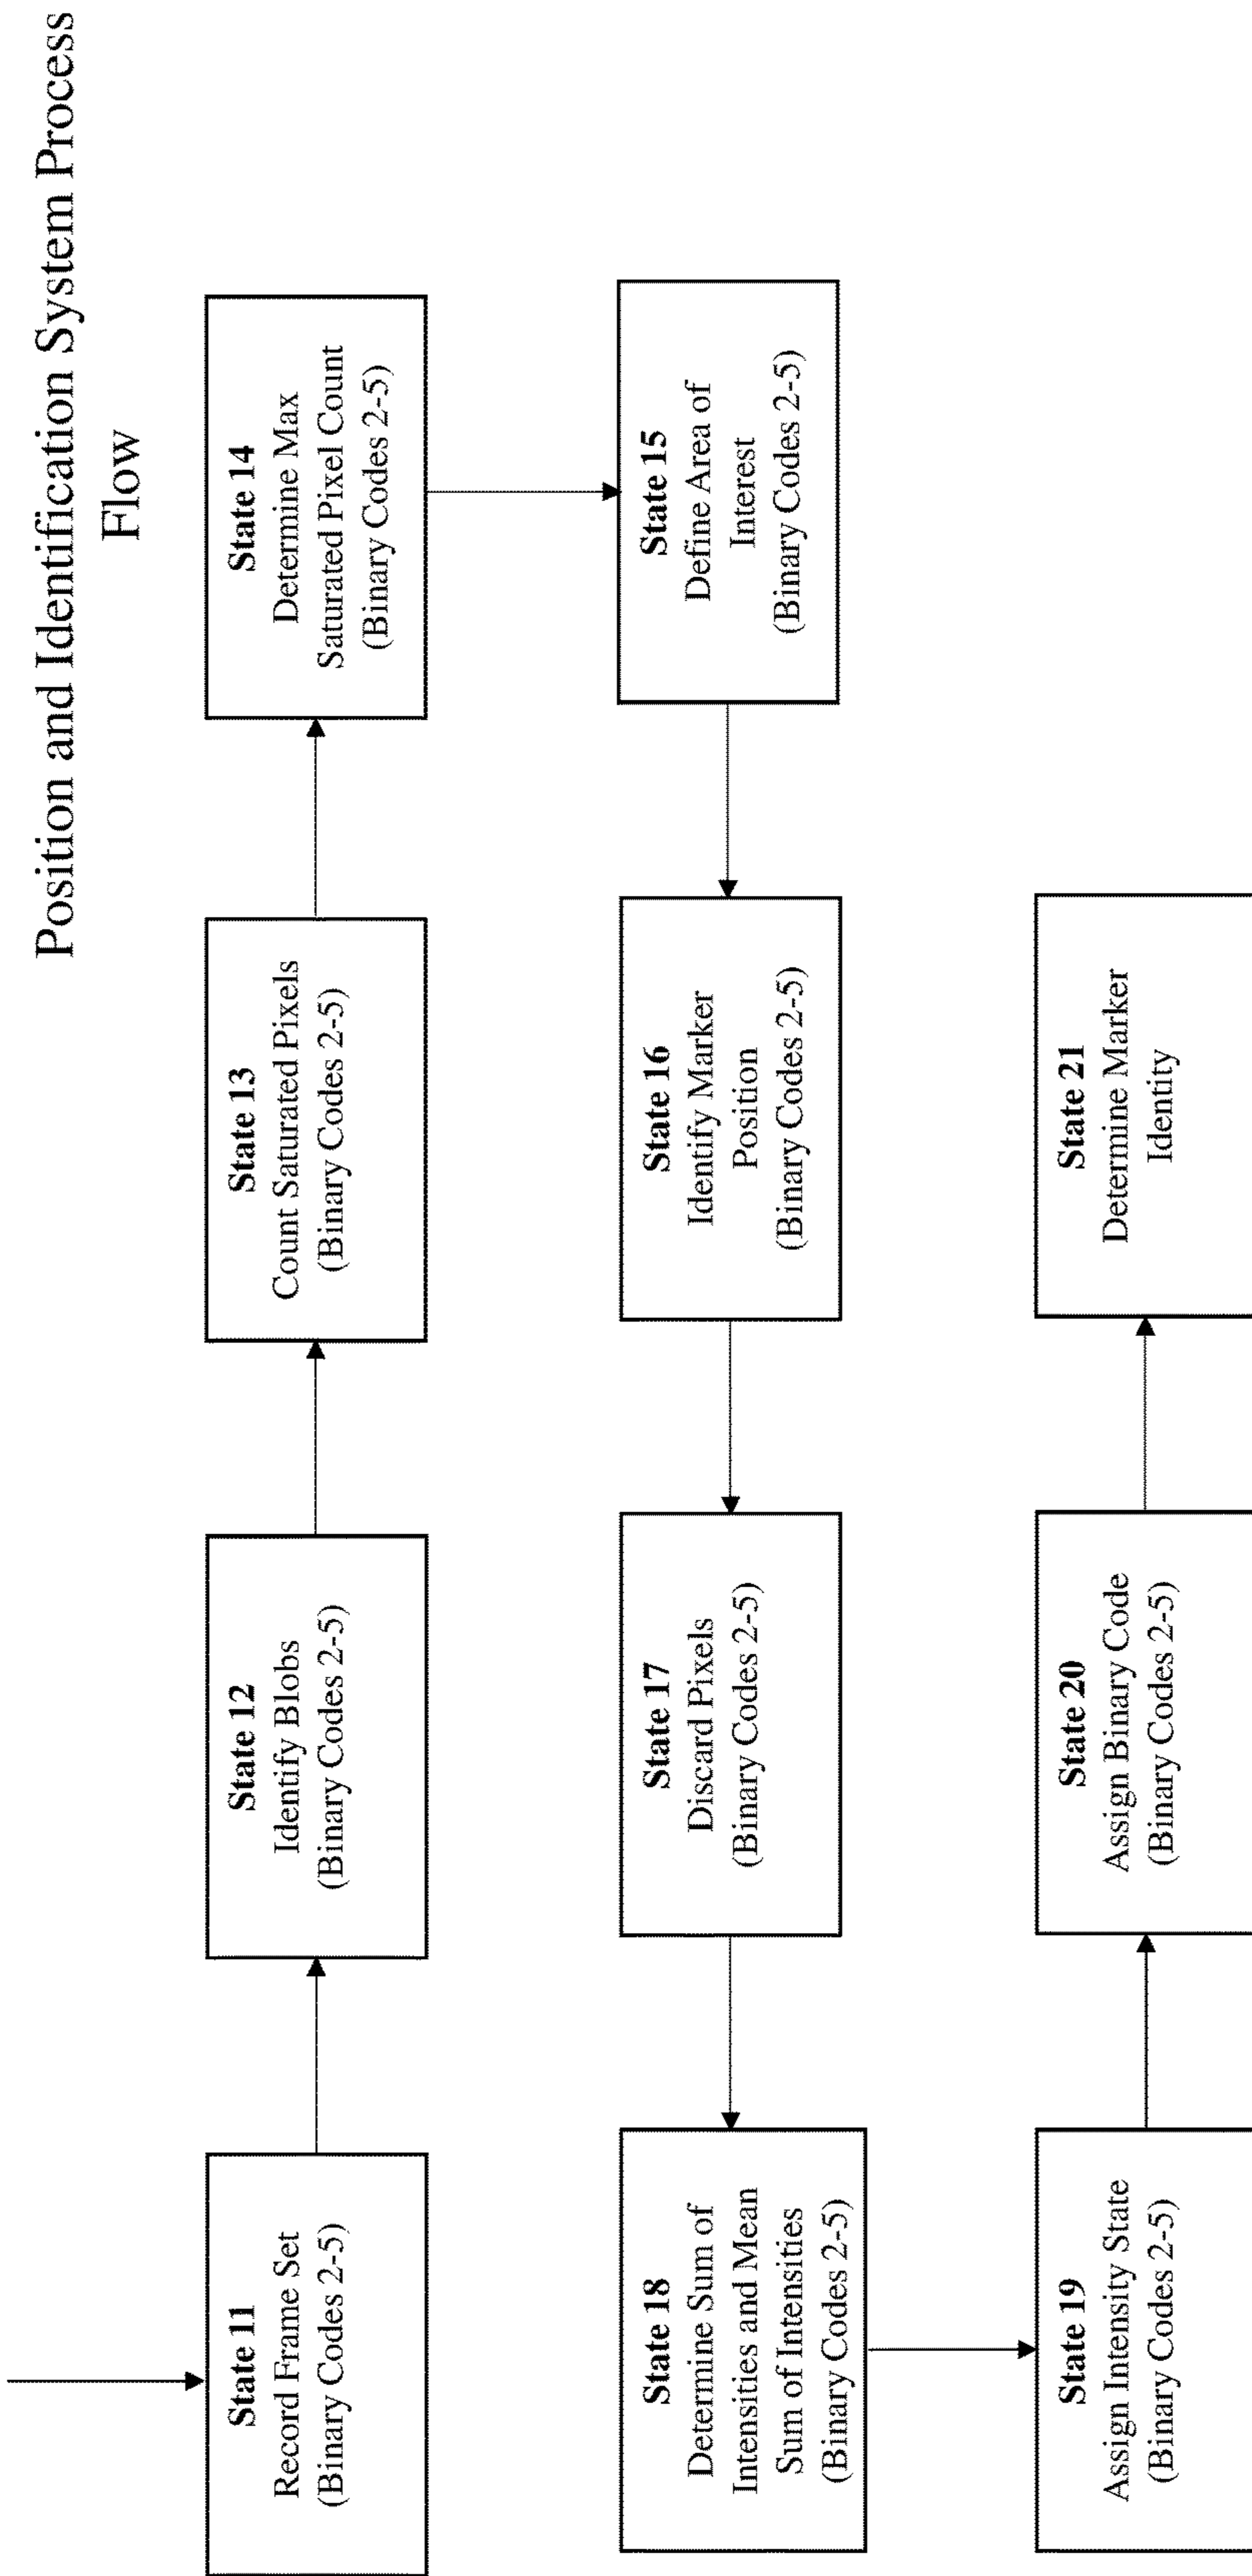 Position and Identification System Process
Flow
State 11
Record Frame Set
(Binary Codes 2-5)
State 12
Identify Blobs
(Binary Codes 2-5)
State 13
Count Saturated Pixels
(Binary Codes 2-5)
State 14
Determine Max
Saturated Pixel Count
(Binary Codes 2-5)
State 15
Define Area of
Interest
(Binary Codes 2-5)
State 16
Identify Marker
Position
(Binary Codes 2-5)
State 17
Discard Pixels
(Binary Codes 2-5)
State 18
Determine Sum of
Intensities and Mean
Sum of Intensities
(Binary Codes 2-5)
State 19
Assign Intensity State
(Binary Codes 2-5)
State 20
Assign Binary Code
(Binary Codes 2-5)
State 21
Determine Marker
Identity